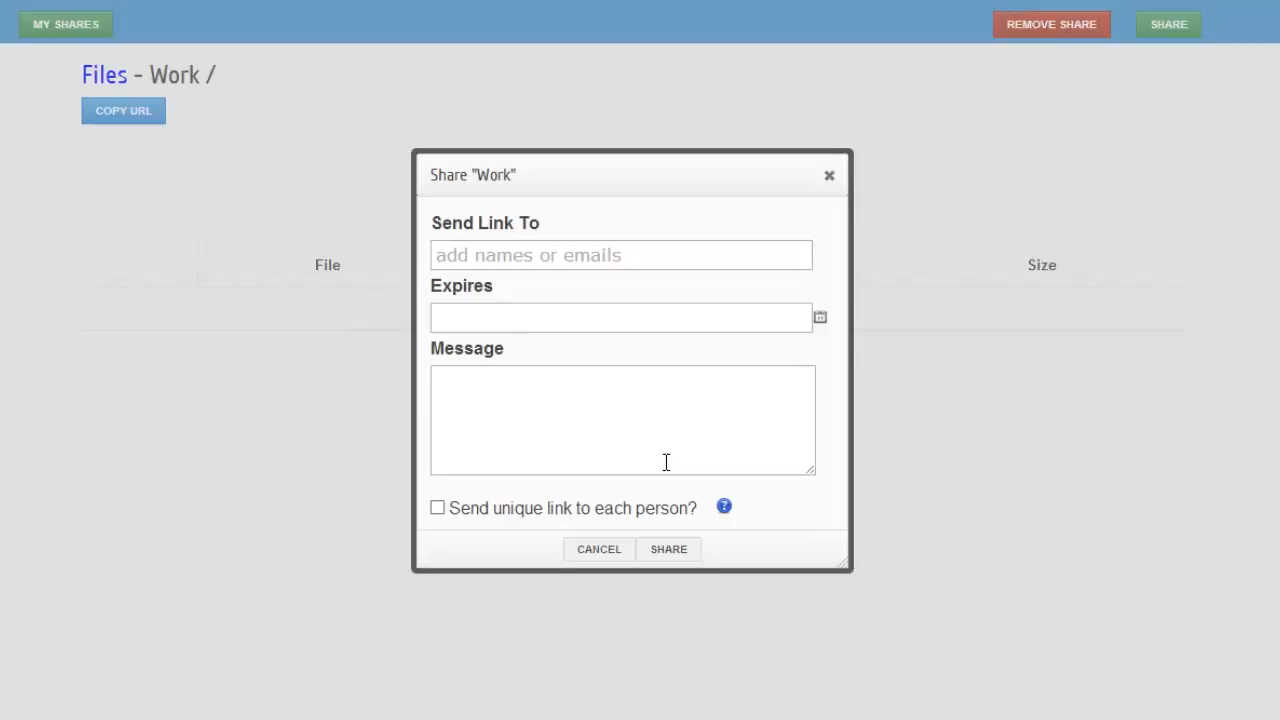 MY SHARES
REMOVE SHARE
SHARE
Files - Work /
COPY URL
Share "Work"
Send Link To
add names or emails
File
Size
Expires
Message
Send unique link to each person?
?
CANCEL
SHARE